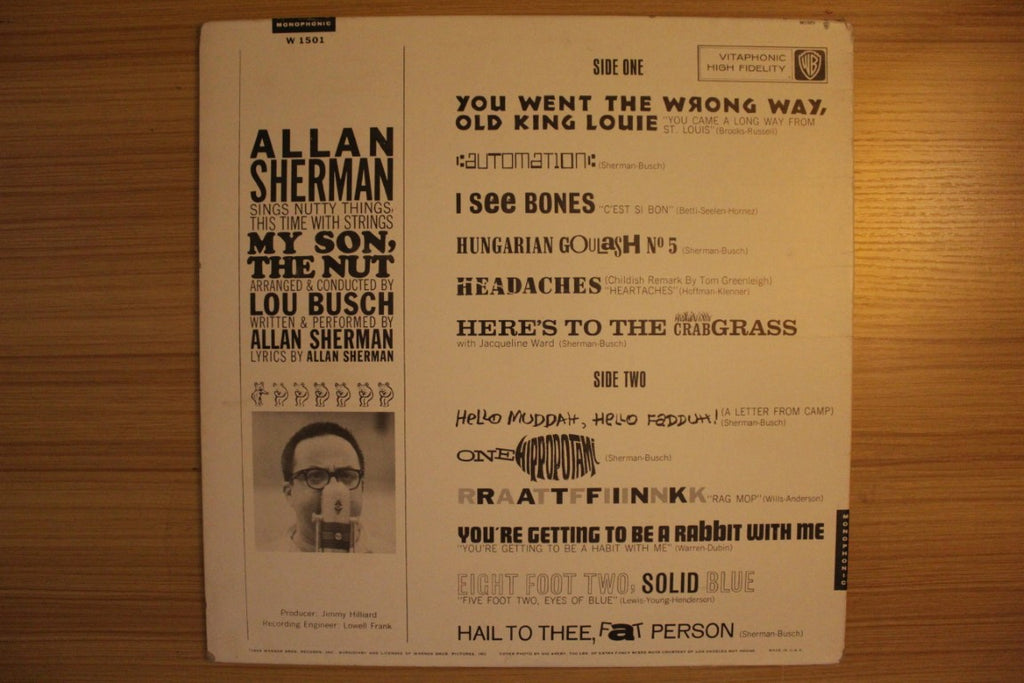 MONOPHONIC
W 1501
ALLAN
SHERMAN
SINGS NUTTY THINGS,
THIS TIME WITH STRINGS
MY SON,
THE NUT
ARRANGED & CONDUCTED BY
LOU BUSCH
WRITTEN & PERFORMED BY
ALLAN SHERMAN
LYRICS BY ALLAN SHERMAN
Producer: Jimmy Hilliard
Recording Engineer: Lowell Frank
VITAPHONIC
HIGH FIDELITY
WB
SIDE ONE
YOU WENT THE WRONG WAY,
OLD KING LOUIE "YOU CAME A LONG WAY FROM
ST. LOUIS" (Brooks-Russell)
:AUTOMATION: (Sherman-Busch)
I See BONES "C'EST SI BON" (Betti-Seelen-Hornez)
HUNGARIAN GOULASH Nº 5 (Sherman-Busch)
HEADACHES (Childish Remark By Tom Greenleigh)
"HEARTACHES" (Hoffman-Klenner)
HERE'S TO THE CRABGRASS
with Jacqueline Ward (Sherman-Busch)
SIDE TWO
HELLO MUDDAH, HELLO FADDUH! (A LETTER FROM CAMP)
(Sherman-Busch)
ONE HIPPOPOTAMI (Sherman-Busch)
RRAATTFFIIINNKK "RAG MOP" (Wills-Anderson)
YOU'RE GETTING TO BE A RabbiT WITH ME
"YOU'RE GETTING TO BE A HABIT WITH ME" (Warren-Dubin)
EIGHT FOOT TWO, SOLID BLUE
"FIVE FOOT TWO, EYES OF BLUE" (Lewis-Young-Henderson)
HAIL TO THEE, FaT PERSON (Sherman-Busch)
MONOPHONIC
MADE IN U.S.A.